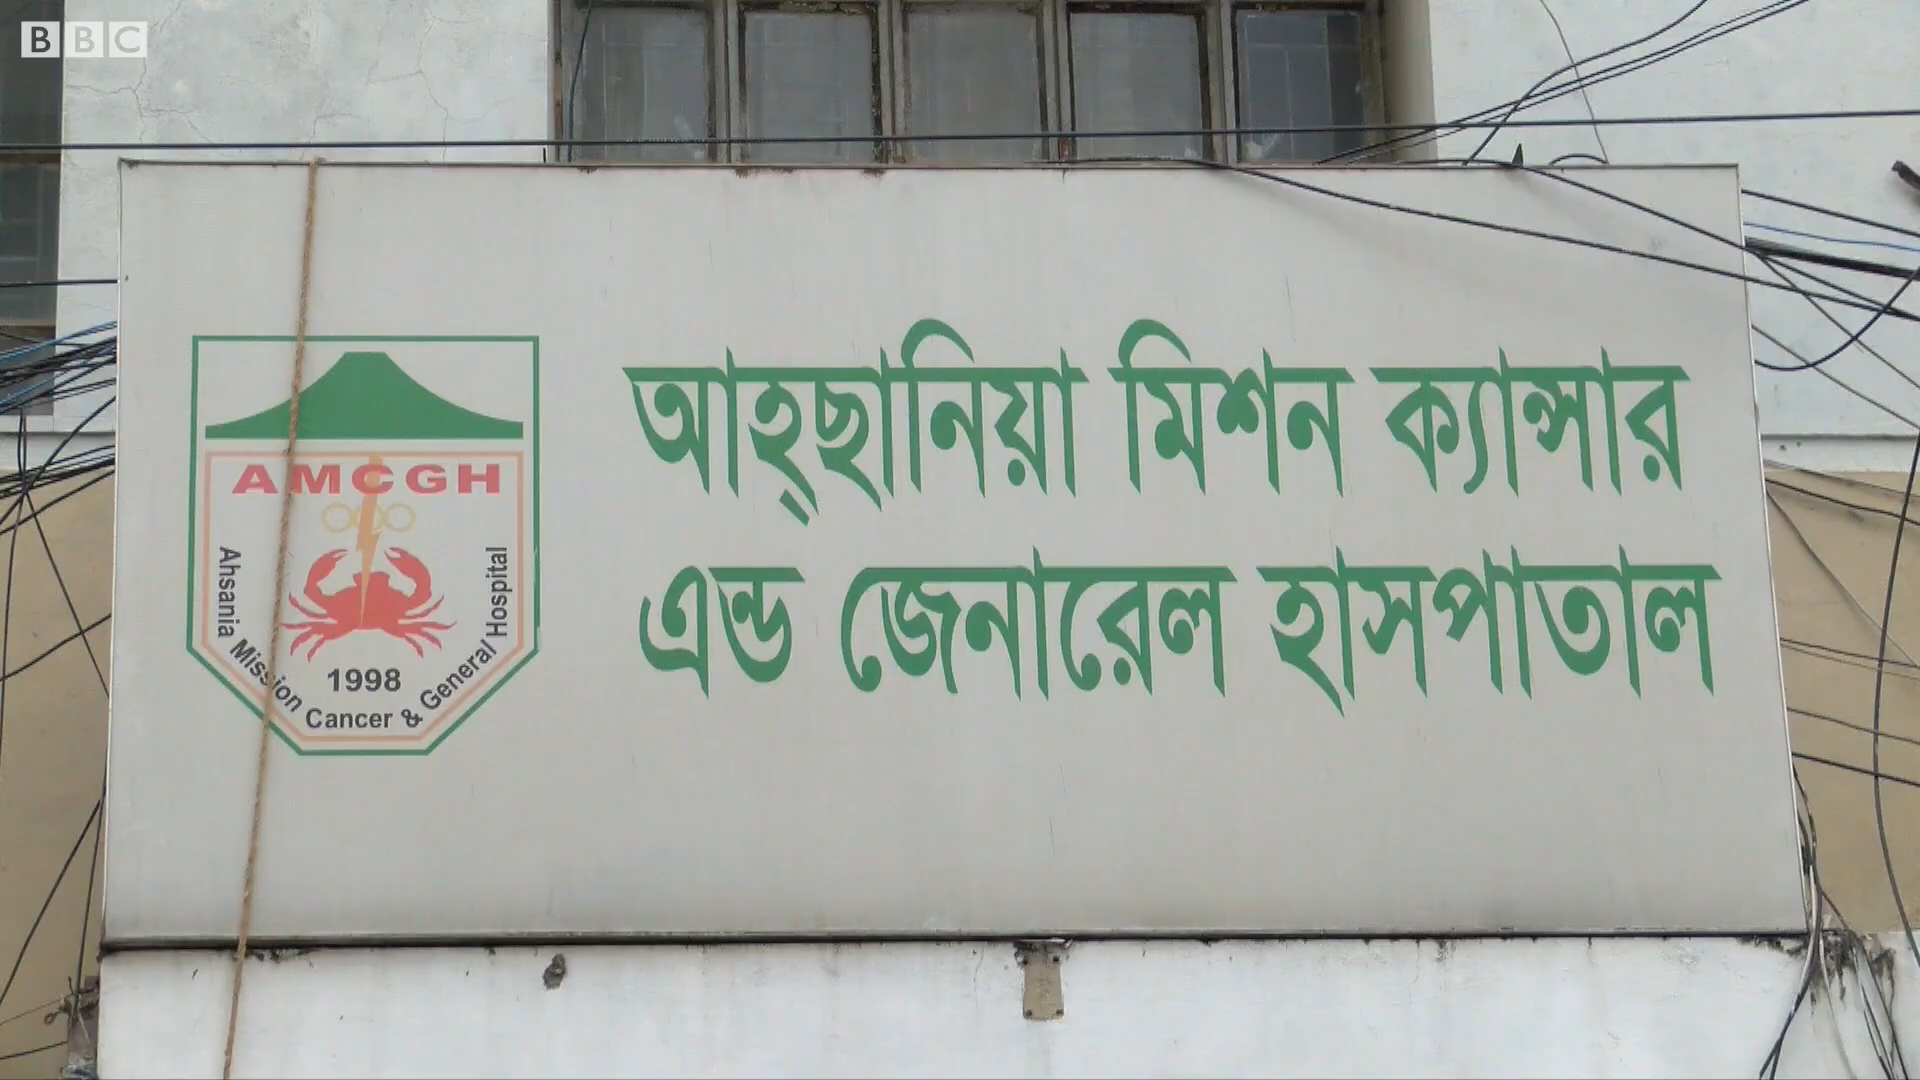 BBC
আহ্ছানিয়া মিশন ক্যান্সার
এন্ড জেনারেল হাসপাতাল
AMCGH
Ahsania Mission Cancer & General Hospital
1998